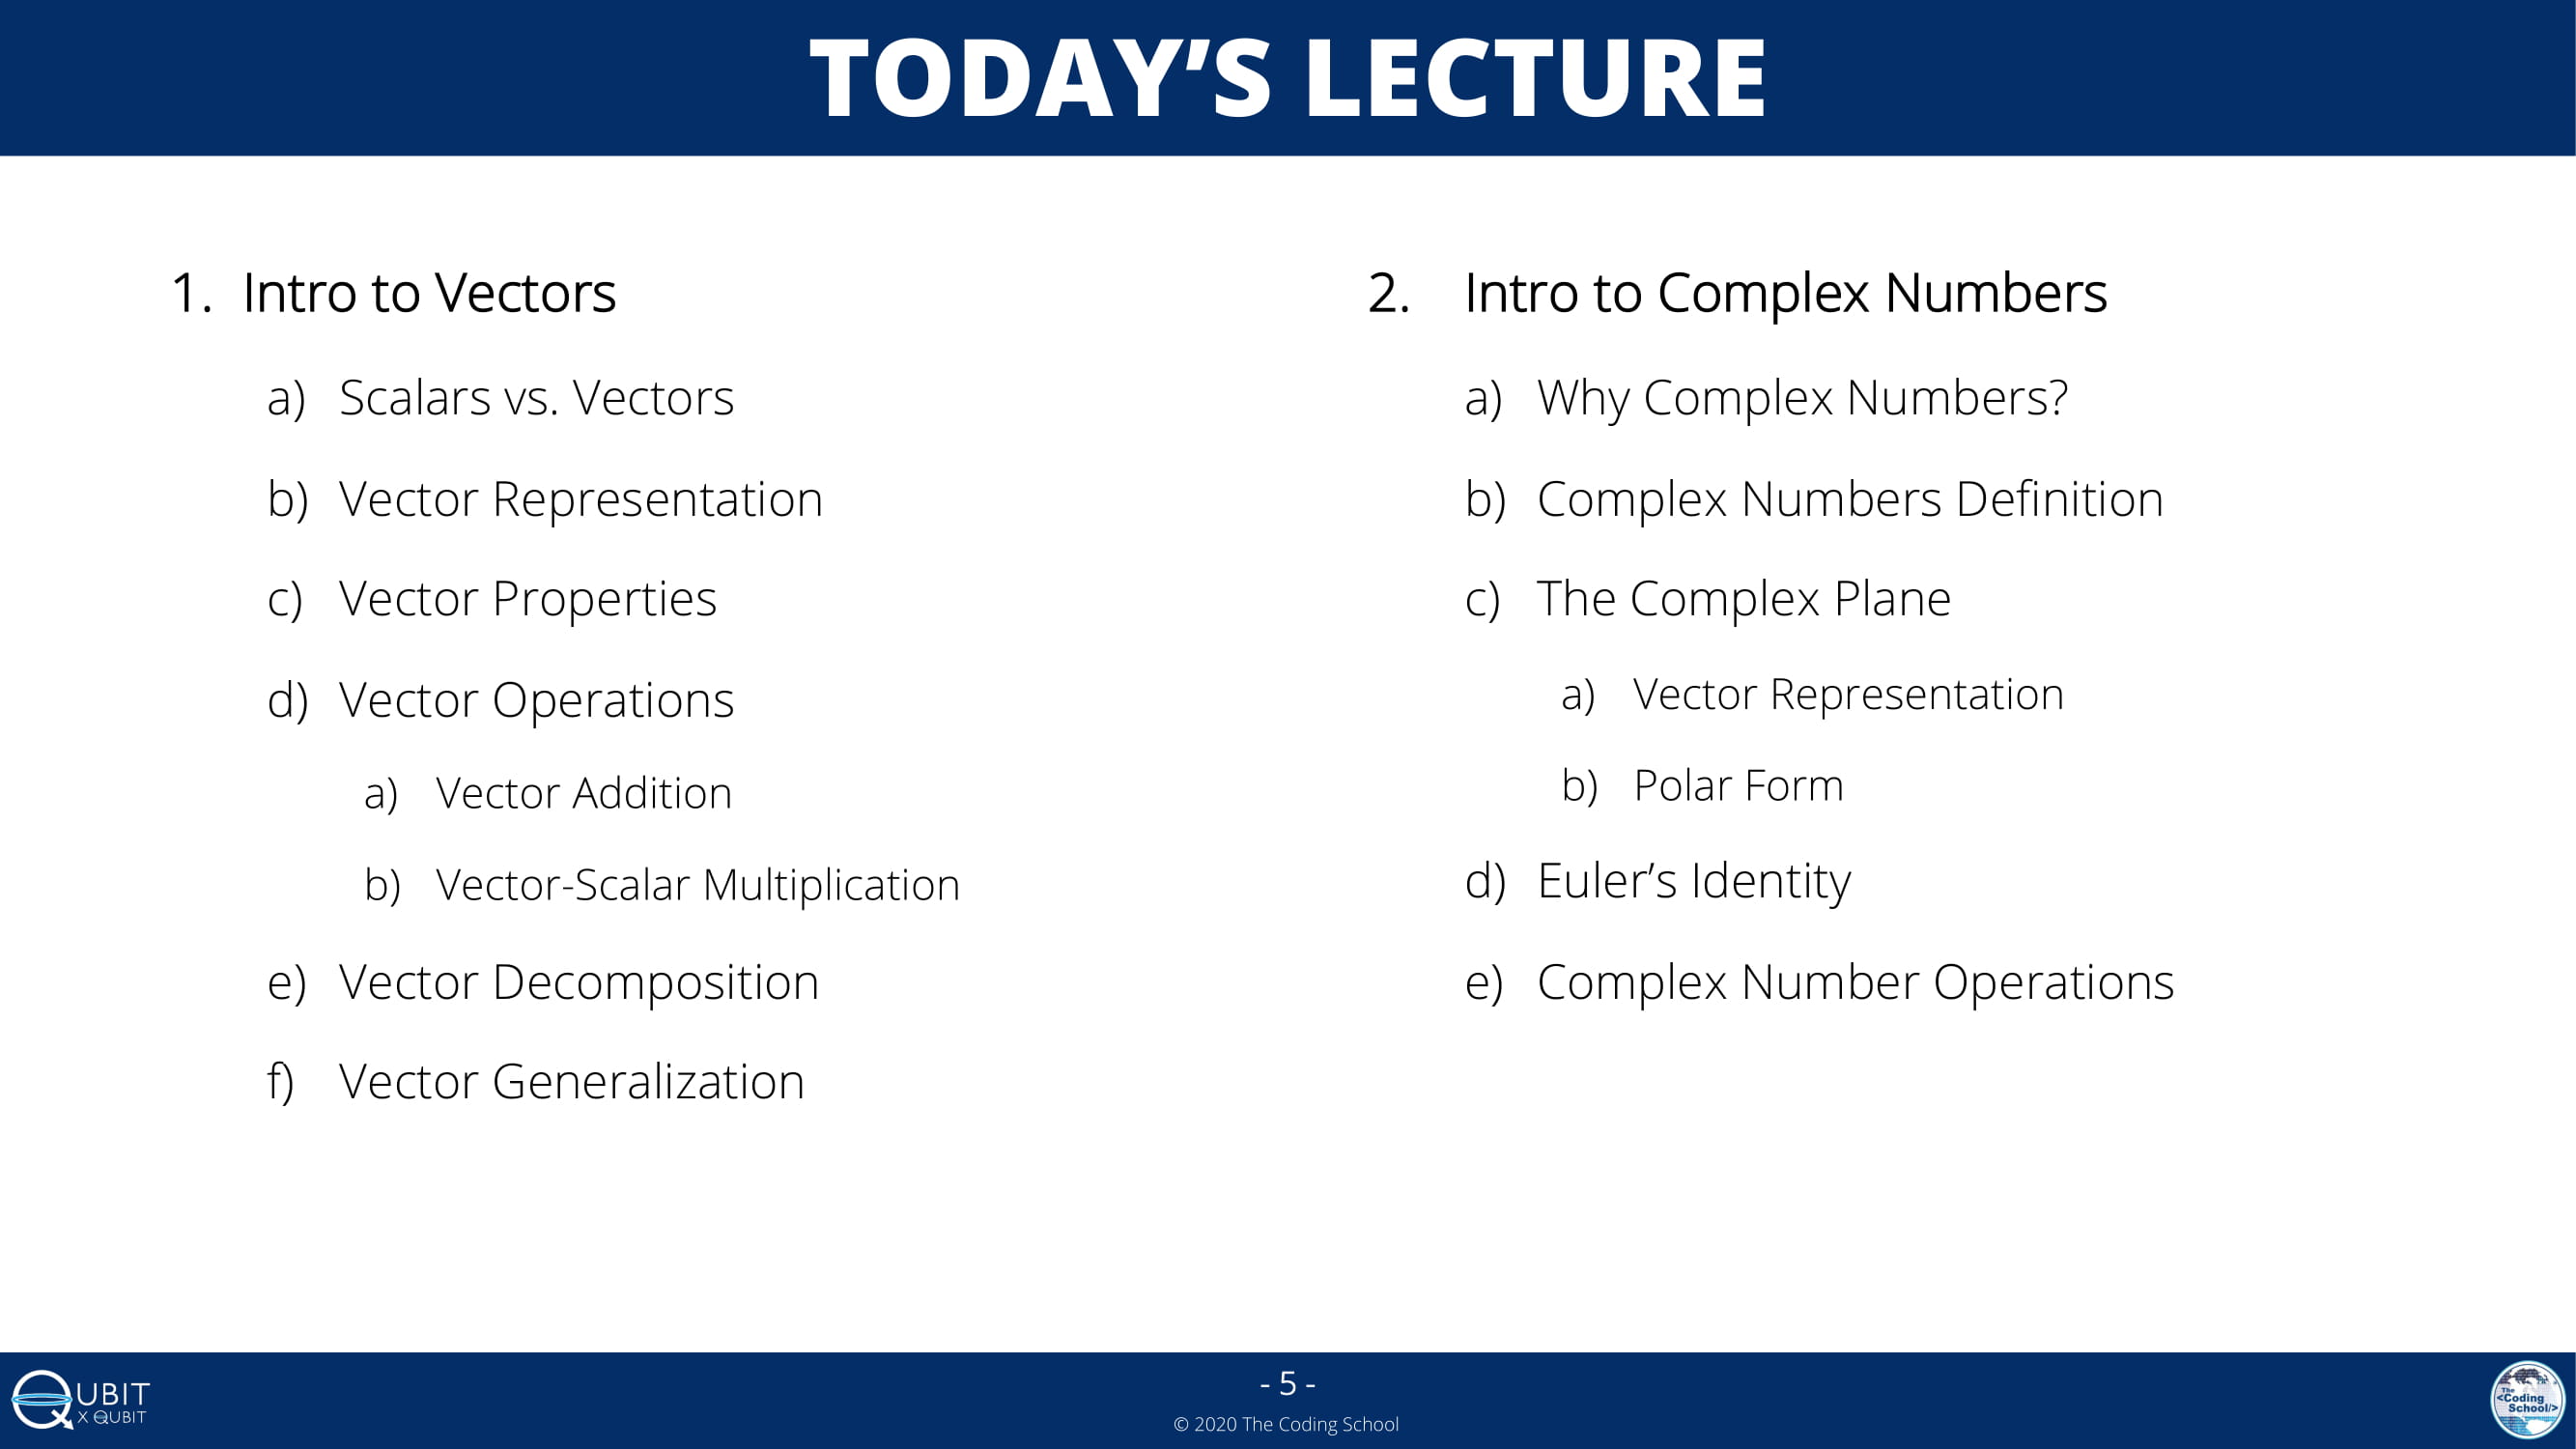 TODAY’S LECTURE
1. Intro to Vectors
a) Scalars vs. Vectors
b) Vector Representation
c) Vector Properties
d) Vector Operations
a) Vector Addition
b) Vector-Scalar Multiplication
e) Vector Decomposition
f) Vector Generalization
2. Intro to Complex Numbers
a) Why Complex Numbers?
b) Complex Numbers Definition
c) The Complex Plane
a) Vector Representation
b) Polar Form
d) Euler’s Identity
e) Complex Number Operations
QUBIT
X QUBIT
- 5 -
© 2020 The Coding School
The
<Coding
School/>